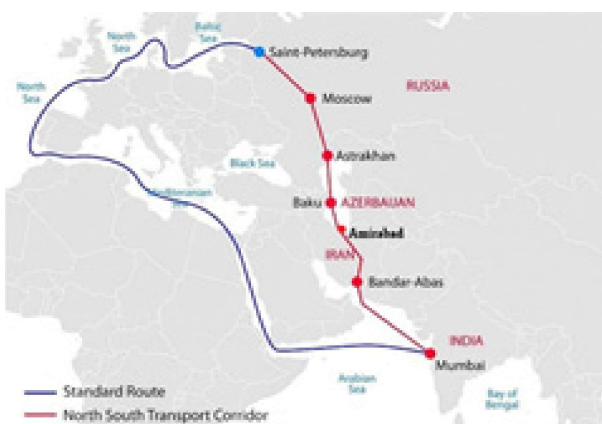 Baltic
Sea
North
Sea
Saint-Petersburg
North
Sea
RUSSIA
Moscow
Astrakhan
Black Sea
Sea
Baku
AZERBAIJAN
Amirabad
IRAN
Bandar-Abas
INDIA
Mumbai
Arabian
Sea
Bay of
Bengal
Standard Route
North South Transport Corridor